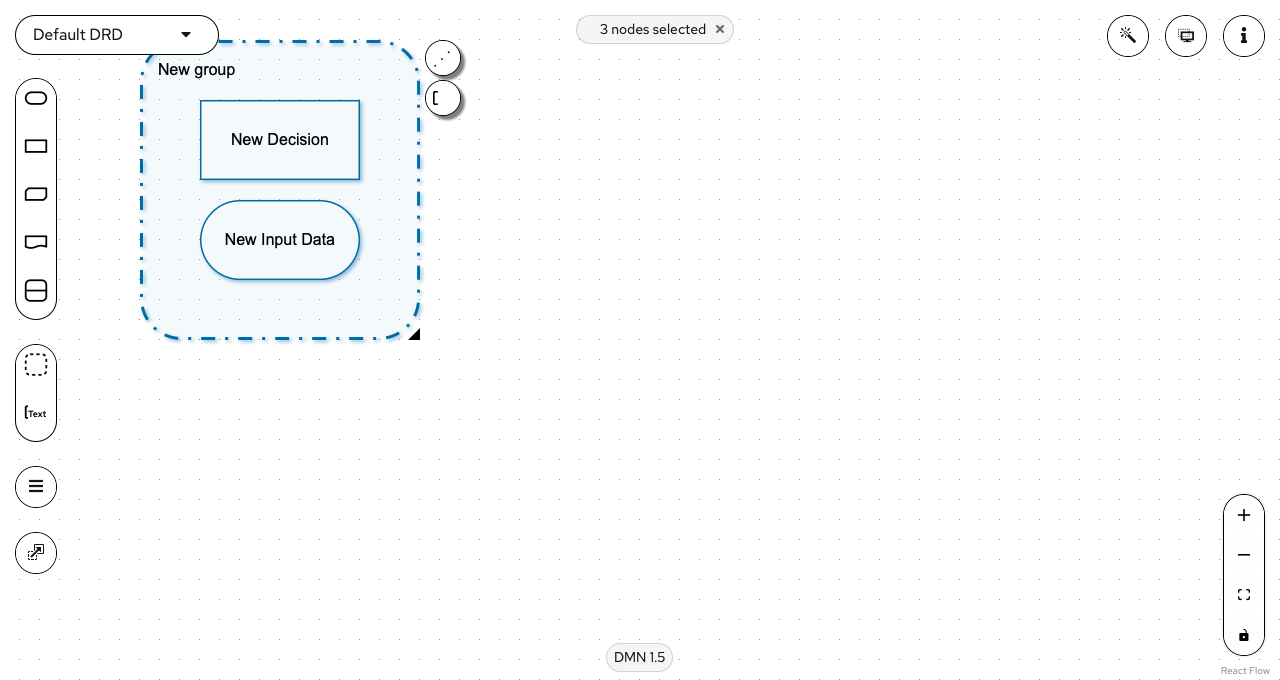 Default DRD
3 nodes selected
New group
New Decision
New Input Data
Text
DMN 1.5
React Flow